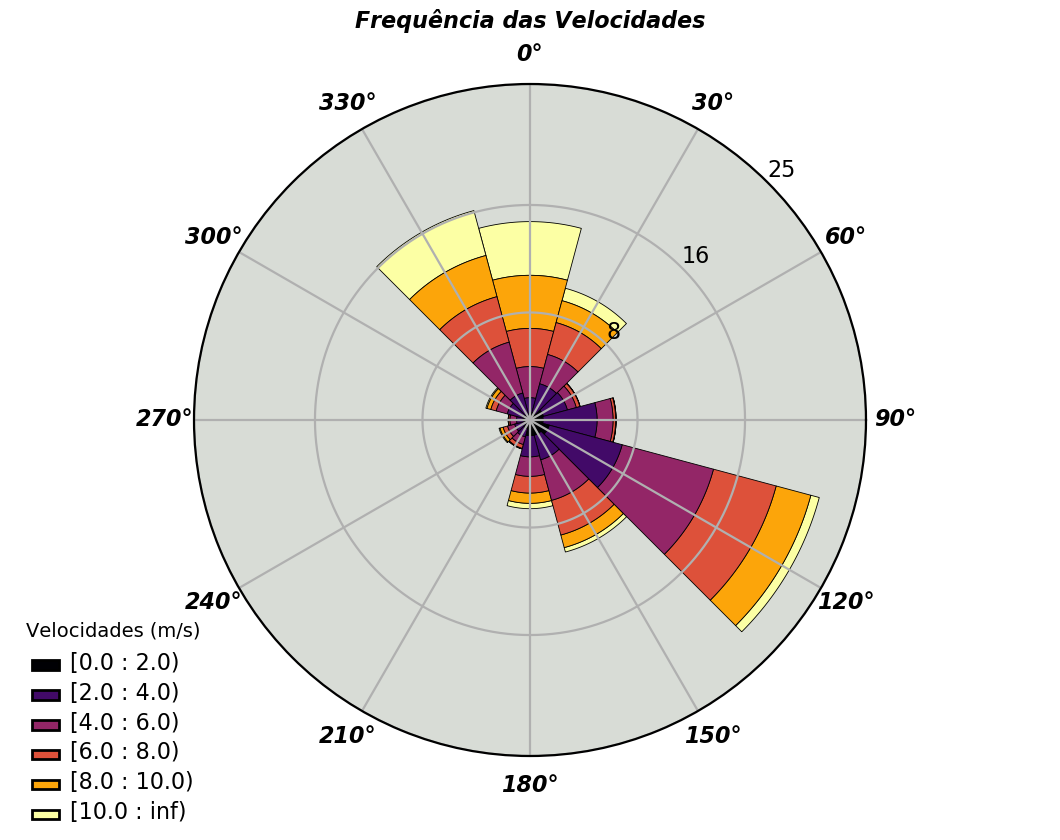 Frequência das Velocidades
0°
330°
30°
25
300°
60°
16
8
270°
90°
240°
120°
210°
150°
180°
Velocidades (m/s)
[0.0 : 2.0)
[2.0 : 4.0)
[4.0 : 6.0)
[6.0 : 8.0)
[8.0 : 10.0)
[10.0 : inf)